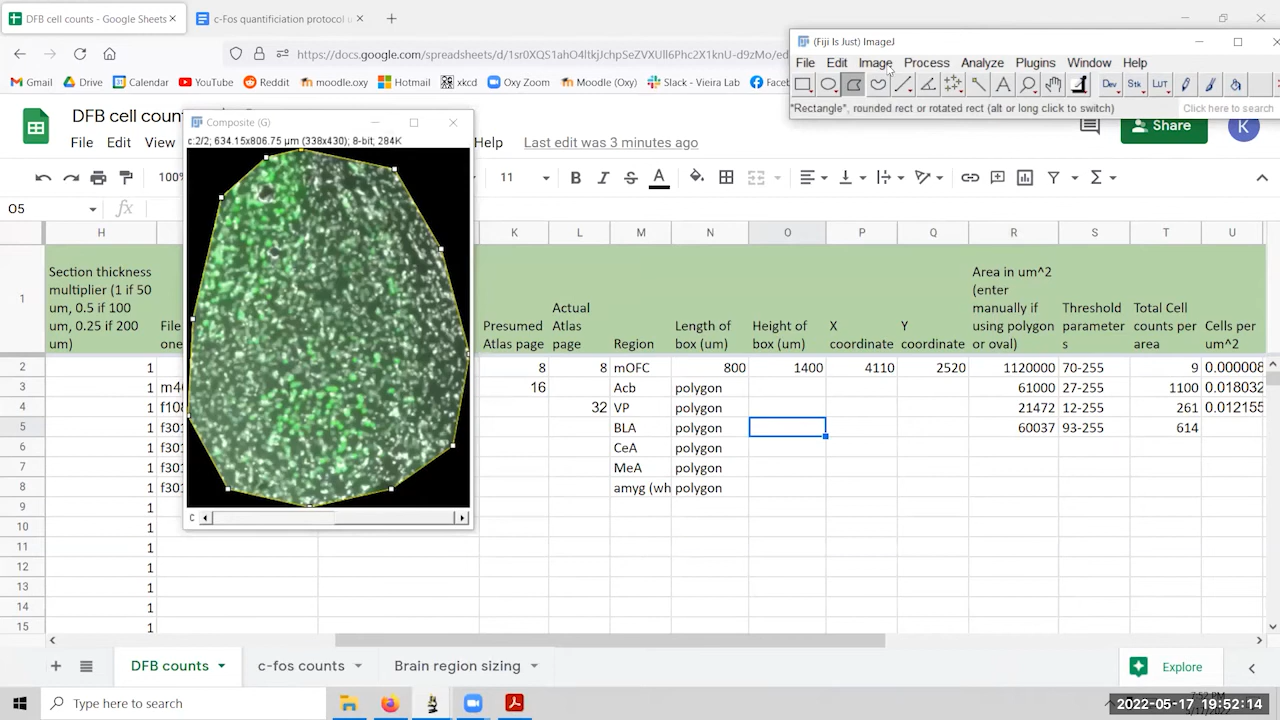 DFB cell counts - Google Sheets
c-Fos quantificiation protocol u
https://docs.google.com/spreadsheets/d/1sr0XQS1ahO4ltkjJchpSeZVXUll6Phc2X1knU-d9zMo/ed
Gmail
Drive
Calendar
YouTube
Reddit
moodle.oxy
Hotmail
xkcd
Oxy Zoom
Moodle (Oxy)
Slack - Vieira Lab
Faceb
(Fiji Is Just) ImageJ
File Edit Image Process Analyze Plugins Window Help
Dev Stk LUT
*Rectangle*, rounded rect or rotated rect (alt or long click to switch)
Click here to search
DFB cell coun
File Edit View
Help
Last edit was 3 minutes ago
Share
K
100%
11
B I S A
O5
fx
Composite (G)
c:2/2; 634.15x806.75 µm (338x430); 8-bit; 284K
C
H K L M N O P Q R S T U
1
Section thickness multiplier (1 if 50 um, 0.5 if 100 um, 0.25 if 200 um)
File
one
Presumed Atlas page
Actual Atlas page
Region
Length of box (um)
Height of box (um)
X coordinate
Y coordinate
Area in um^2 (enter manually if using polygon or oval)
Threshold parameters
Total Cell counts per area
Cells per um^2
2 1 8 8 mOFC 800 1400 4110 2520 1120000 70-255 9 0.000008
3 1 m4 16 Acb polygon 61000 27-255 1100 0.018032
4 1 f108 32 VP polygon 21472 12-255 261 0.012155
5 1 f301 BLA polygon 60037 93-255 614
6 1 f301 CeA polygon
7 1 f301 MeA polygon
8 1 f301 amyg (wh polygon
9 1
10 1
11 1
12 1
13 1
14 1
15 1
DFB counts
c-fos counts
Brain region sizing
Explore
Type here to search
2022-05-17 19:52:14